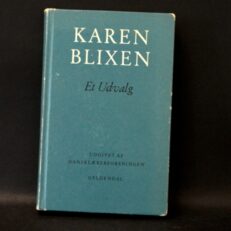 KAREN
BLIXEN
Et Udvalg
UDGIVET AF
DANSKLÆRERFORENINGEN
GYLDENDAL